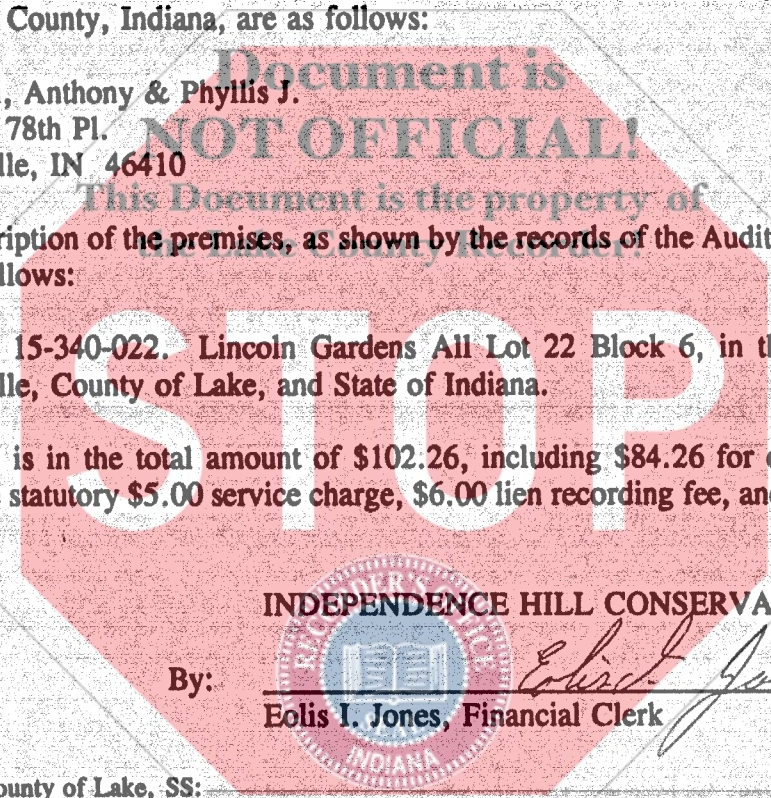 County, Indiana, are as follows:
Document is
., Anthony & Phyllis J.
78th Pl.
NOT OFFICIAL!
lle, IN 46410
This Document is the property of
ription of the premises, as shown by the records of the Audit
the Lake County Recorder!
llows:
15-340-022. Lincoln Gardens All Lot 22 Block 6, in th
lle, County of Lake, and State of Indiana.
STOP
is in the total amount of $102.26, including $84.26 for
statutory $5.00 service charge, $6.00 lien recording fee, and
RECORDER'S OFFICE
INDEPENDENCE HILL CONSERVA
By: Eolis I. Jo
Eolis I. Jones, Financial Clerk
INDIANA
ounty of Lake, SS: